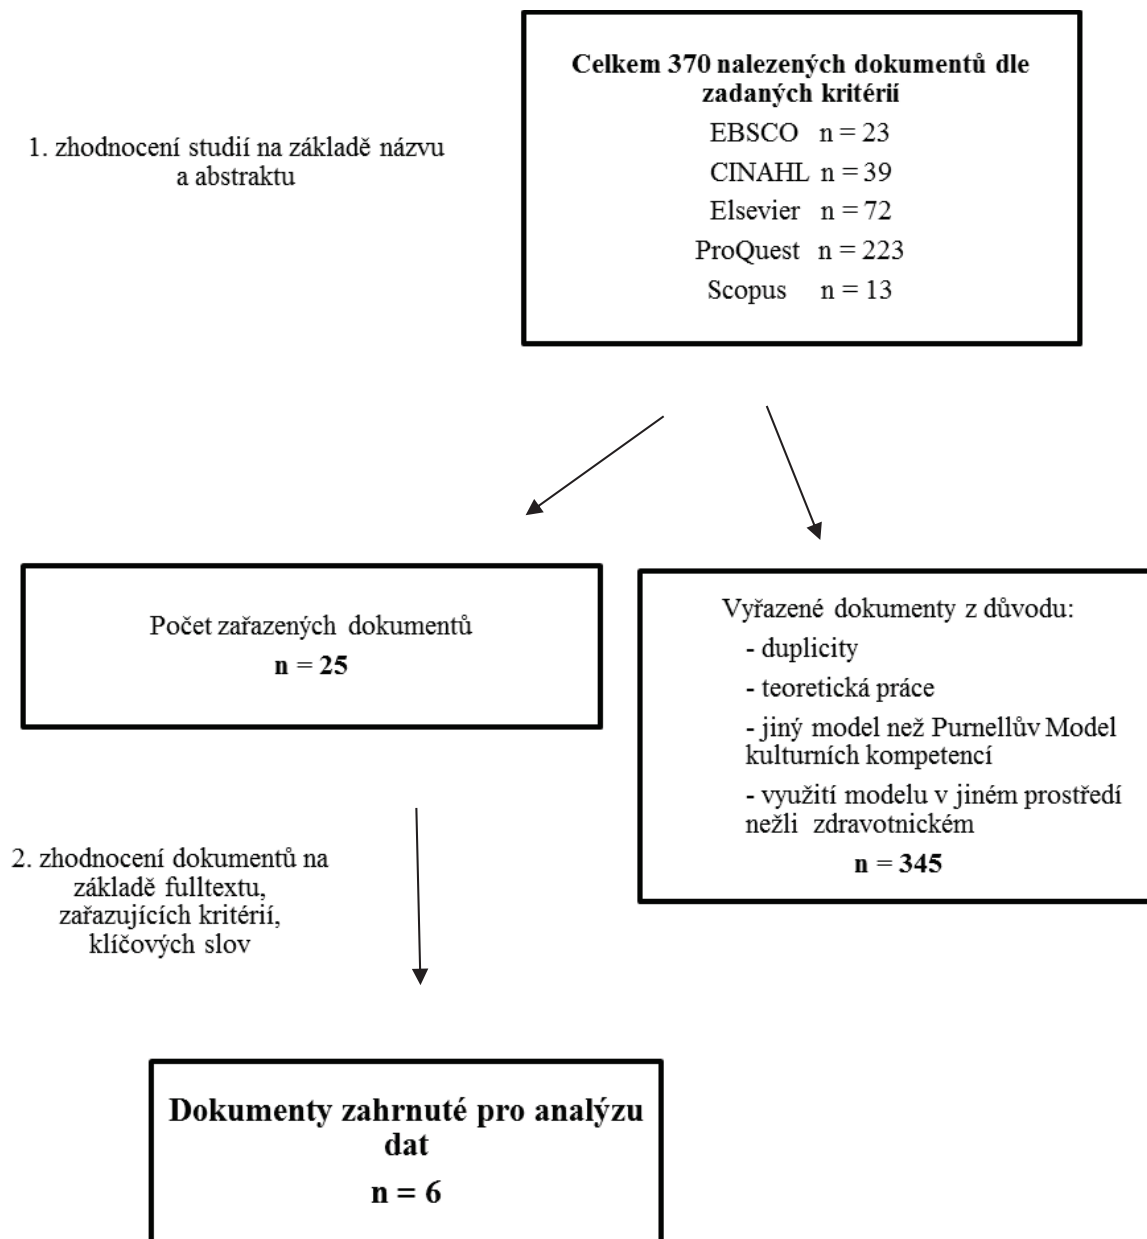 Celkem 370 nalezených dokumentů dle
zadaných kritérií
EBSCO n = 23
CINAHL n = 39
Elsevier n = 72
ProQuest n = 223
Scopus n = 13
1. zhodnocení studií na základě názvu
a abstraktu
Počet zařazených dokumentů
n = 25
Vyřazené dokumenty z důvodu:
- duplicity
- teoretická práce
- jiný model než Purnellův Model
kulturních kompetencí
- využití modelu v jiném prostředí
nežli zdravotnickém
n = 345
2. zhodnocení dokumentů na
základě fulltextu,
zařazujících kritérií,
klíčových slov
Dokumenty zahrnuté pro analýzu
dat
n = 6